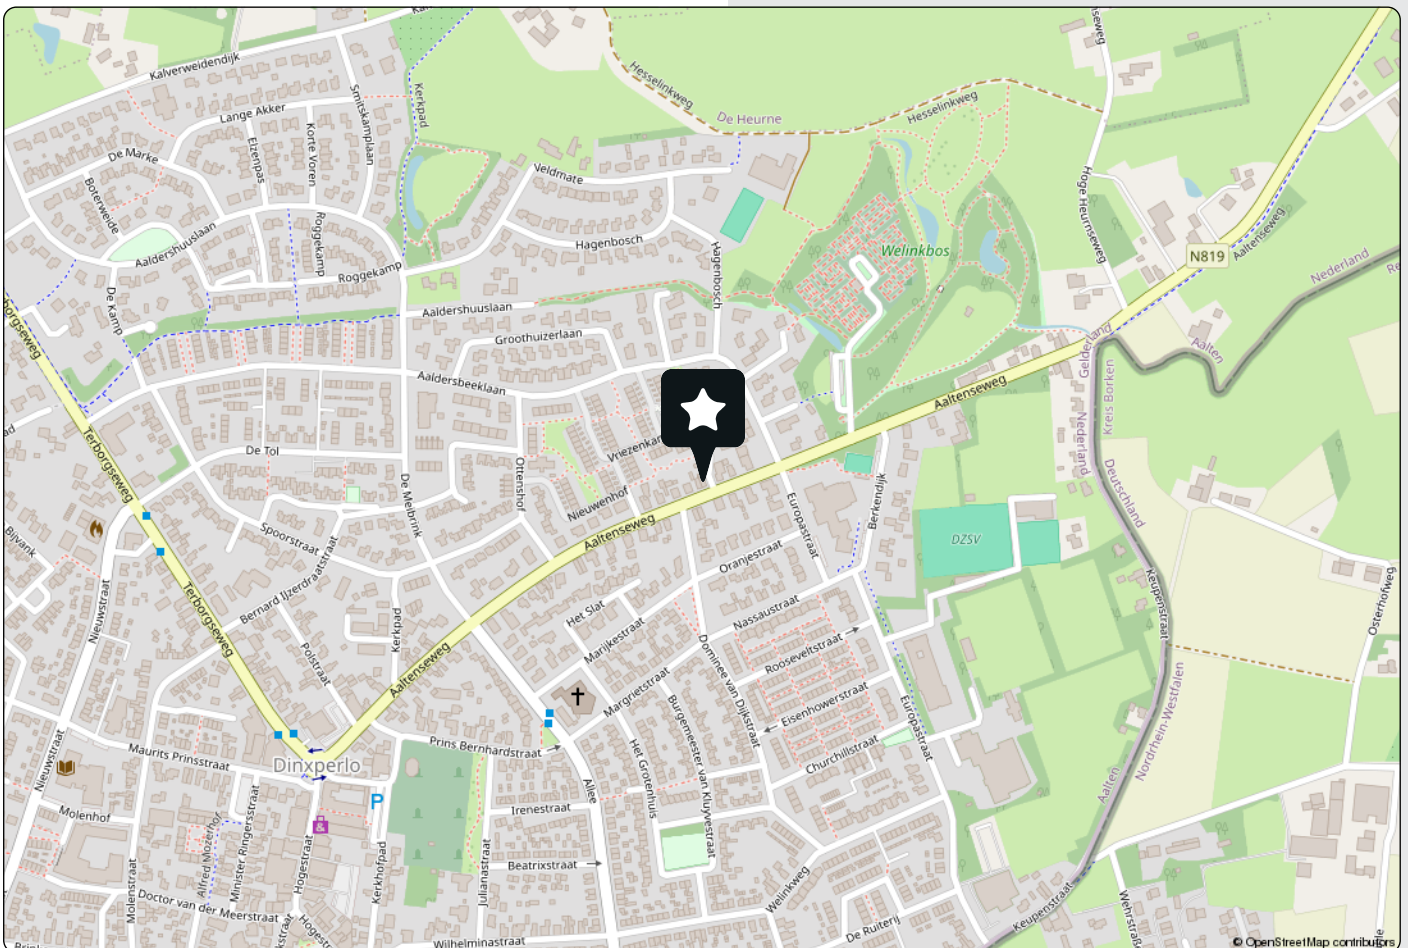 Kalverweidendijk
Kerkpad
Smitskamplaan
Lange Akker
Korte Voren
Elzenpas
De Marke
Boterweide
Aaldershuuslaan
Roggekamp
Roggekamp
De Kamp
Hesselinkweg
De Heurne
Hesselinkweg
Veldmate
Hagenbosch
Hagenbosch
Welinkbos
Hoge Heurnseweg
N819
Aaltenseweg
Nederland
Aaldershuuslaan
Groothuizerlaan
Aaldersbeeklaan
Gelderland
Nederland
Kreis Borken
Deutschland
Aalten
Aaltenseweg
Terborgseweg
De Tol
De Meibrink
Ottenshof
Nieuwenhof
Aaltenseweg
Europastraat
Berkendijk
DZSV
Bijvank
Spoorstraat
Bernard IJzerdraatstraat
Nieuwstraat
Terborgseweg
Kerkpad
Polstraat
Aaltenseweg
Het Slat
Marijkestraat
Margrietstraat
Oranjestraat
Nassaustraat
Rooseveltstraat
Eisenhowerstraat
Churchillstraat
Dominee van Dijkstraat
Burgemeester van Kluyvestraat
Het Grotenhuis
Europastraat
Keupenstraat
Osterhofweg
Nordrhein-Westfalen
Aalten
Nieuwstraat
Maurits Prinsstraat
Dinxperlo
Prins Bernhardstraat
Allee
P
Molenhof
Alfred Mozerhof
Minister Ringersstraat
Hogestraat
Kerkhofpad
Julianastraat
Irenestraat
Beatrixstraat
Molenstraat
Doctor van der Meerstraat
Wilhelminastraat
Welinkweg
De Ruiterij
Keupenstraat
© OpenStreetMap contributors